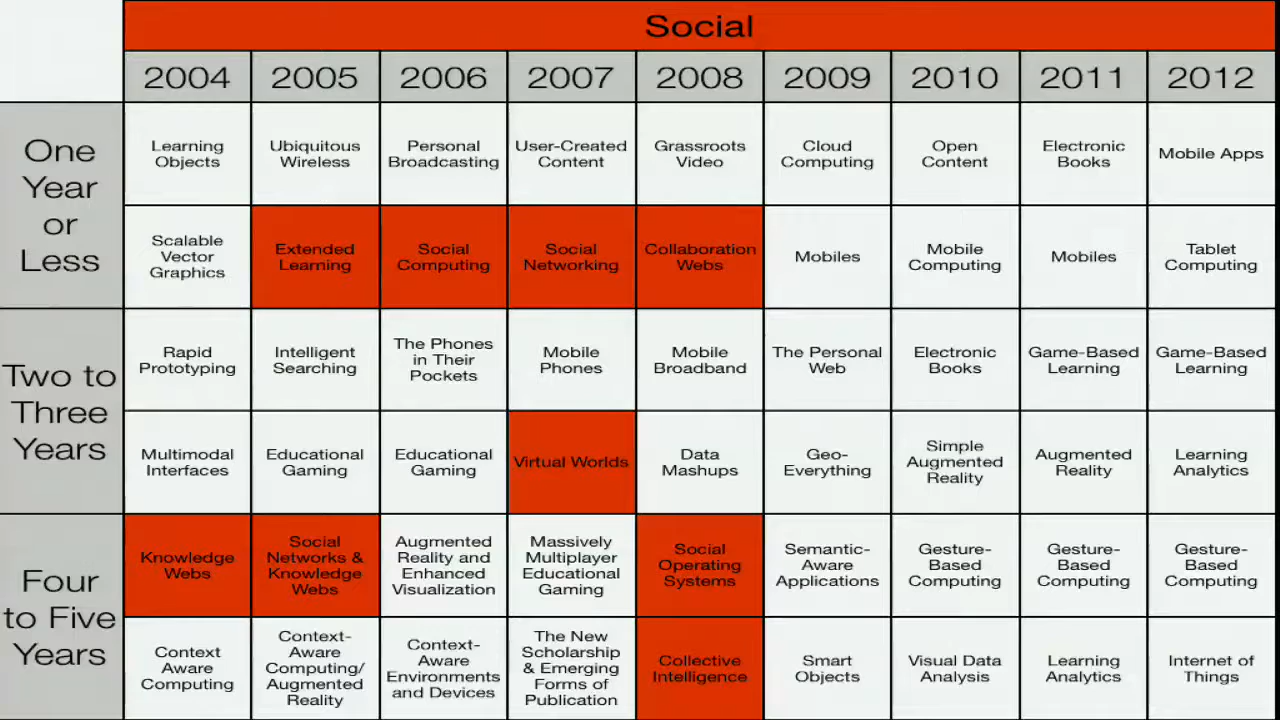 Social
2004 2005 2006 2007 2008 2009 2010 2011 2012
One
Year
or
Less
Learning
Objects
Ubiquitous
Wireless
Personal
Broadcasting
User-Created
Content
Grassroots
Video
Cloud
Computing
Open
Content
Electronic
Books
Mobile Apps
Scalable
Vector
Graphics
Extended
Learning
Social
Computing
Social
Networking
Collaboration
Webs
Mobiles
Mobile
Computing
Mobiles
Tablet
Computing
Two to
Three
Years
Rapid
Prototyping
Intelligent
Searching
The Phones
in Their
Pockets
Mobile
Phones
Mobile
Broadband
The Personal
Web
Electronic
Books
Game-Based
Learning
Game-Based
Learning
Multimodal
Interfaces
Educational
Gaming
Educational
Gaming
Virtual Worlds
Data
Mashups
Geo-
Everything
Simple
Augmented
Reality
Augmented
Reality
Learning
Analytics
Four
to Five
Years
Knowledge
Webs
Social
Networks &
Knowledge
Webs
Augmented
Reality and
Enhanced
Visualization
Massively
Multiplayer
Educational
Gaming
Social
Operating
Systems
Semantic-
Aware
Applications
Gesture-
Based
Computing
Gesture-
Based
Computing
Gesture-
Based
Computing
Context
Aware
Computing
Context-
Aware
Computing/
Augmented
Reality
Context-
Aware
Environments
and Devices
The New
Scholarship
& Emerging
Forms of
Publication
Collective
Intelligence
Smart
Objects
Visual Data
Analysis
Learning
Analytics
Internet of
Things